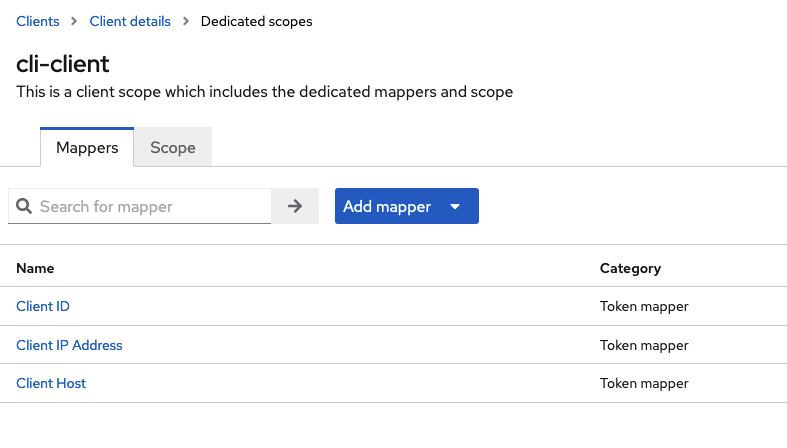 Clients > Client details > Dedicated scopes
cli-client
This is a client scope which includes the dedicated mappers and scope
Mappers Scope
Search for mapper Add mapper
Name Category
Client ID Token mapper
Client IP Address Token mapper
Client Host Token mapper